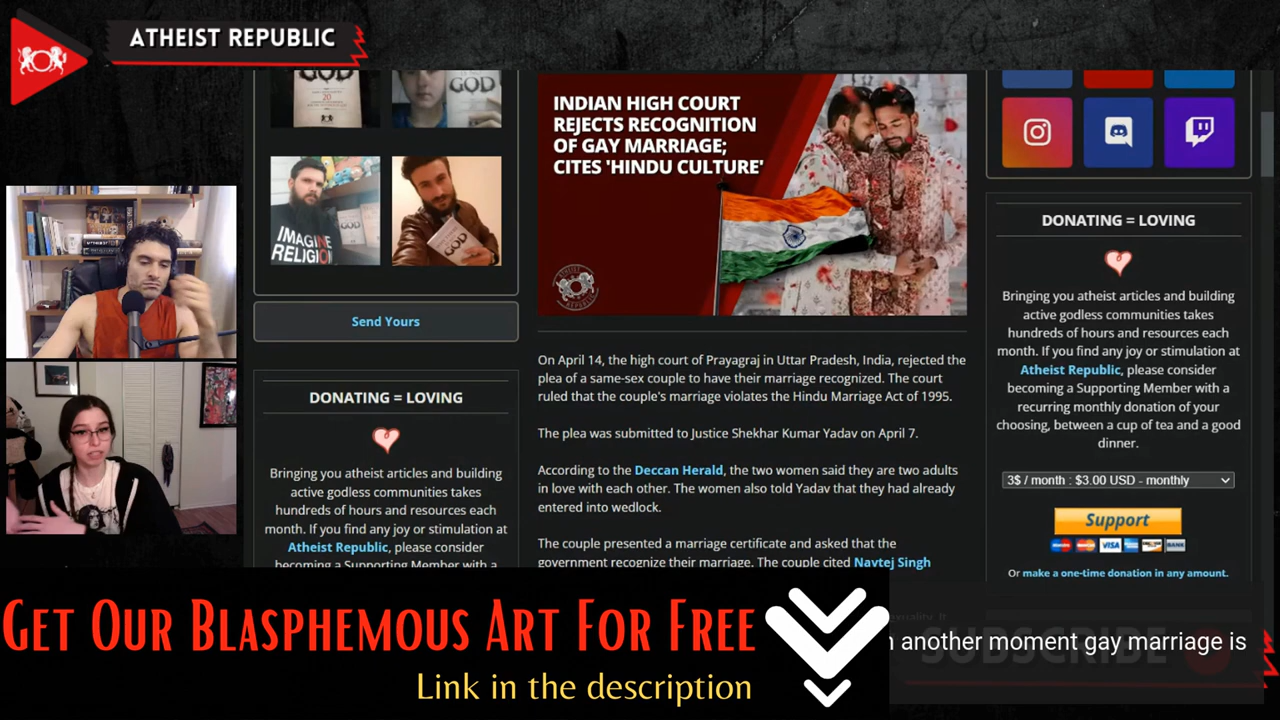 ATHEIST REPUBLIC
GOD
GOD
IMAGINE
RELIGION
GOD
Send Yours
DONATING = LOVING
Bringing you atheist articles and building
active godless communities takes
hundreds of hours and resources each
month. If you find any joy or stimulation at
Atheist Republic, please consider
becoming a Supporting Member with a
INDIAN HIGH COURT
REJECTS RECOGNITION
OF GAY MARRIAGE;
CITES 'HINDU CULTURE'
ATHEIST
REPUBLIC
On April 14, the high court of Prayagraj in Uttar Pradesh, India, rejected the
plea of a same-sex couple to have their marriage recognized. The court
ruled that the couple's marriage violates the Hindu Marriage Act of 1995.
The plea was submitted to Justice Shekhar Kumar Yadav on April 7.
According to the Deccan Herald, the two women said they are two adults
in love with each other. The women also told Yadav that they had already
entered into wedlock.
The couple presented a marriage certificate and asked that the
government recognize their marriage. The couple cited Navtej Singh
DONATING = LOVING
Bringing you atheist articles and building
active godless communities takes
hundreds of hours and resources each
month. If you find any joy or stimulation at
Atheist Republic, please consider
becoming a Supporting Member with a
recurring monthly donation of your
choosing, between a cup of tea and a good
dinner.
3$ / month : $3.00 USD - monthly
Support
VISA
BANK
Or make a one-time donation in any amount.
GET OUR BLASPHEMOUS ART FOR FREE
Link in the description
SUBSCRIBE
another moment gay marriage is